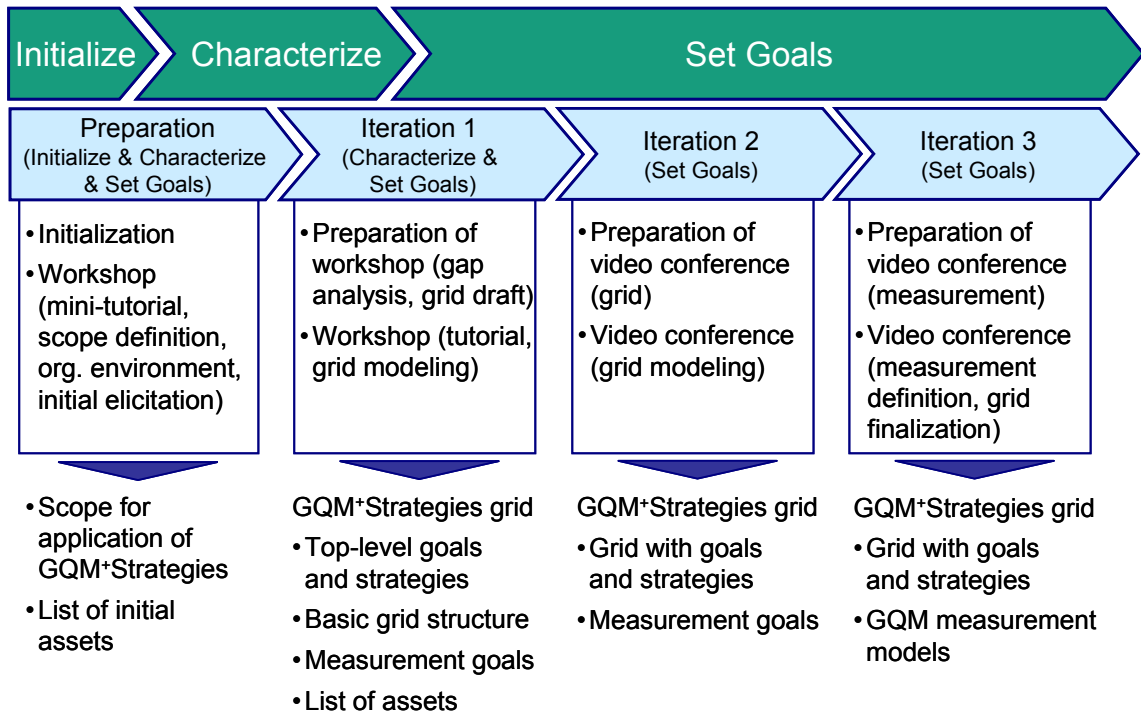 Initialize
Characterize
Set Goals
Preparation
(Initialize & Characterize
& Set Goals)
Iteration 1
(Characterize &
Set Goals)
Iteration 2
(Set Goals)
Iteration 3
(Set Goals)
•Initialization
•Workshop
(mini-tutorial,
scope definition,
org. environment,
initial elicitation)
•Preparation of
workshop (gap
analysis, grid draft)
•Workshop (tutorial,
grid modeling)
•Preparation of
video conference
(grid)
•Video conference
(grid modeling)
•Preparation of
video conference
(measurement)
•Video conference
(measurement
definition, grid
finalization)
•Scope for
application of
GQM⁺Strategies
•List of initial
assets
GQM⁺Strategies grid
•Top-level goals
and strategies
•Basic grid structure
•Measurement goals
•List of assets
GQM⁺Strategies grid
•Grid with goals
and strategies
•Measurement goals
GQM⁺Strategies grid
•Grid with goals
and strategies
•GQM measurement
models